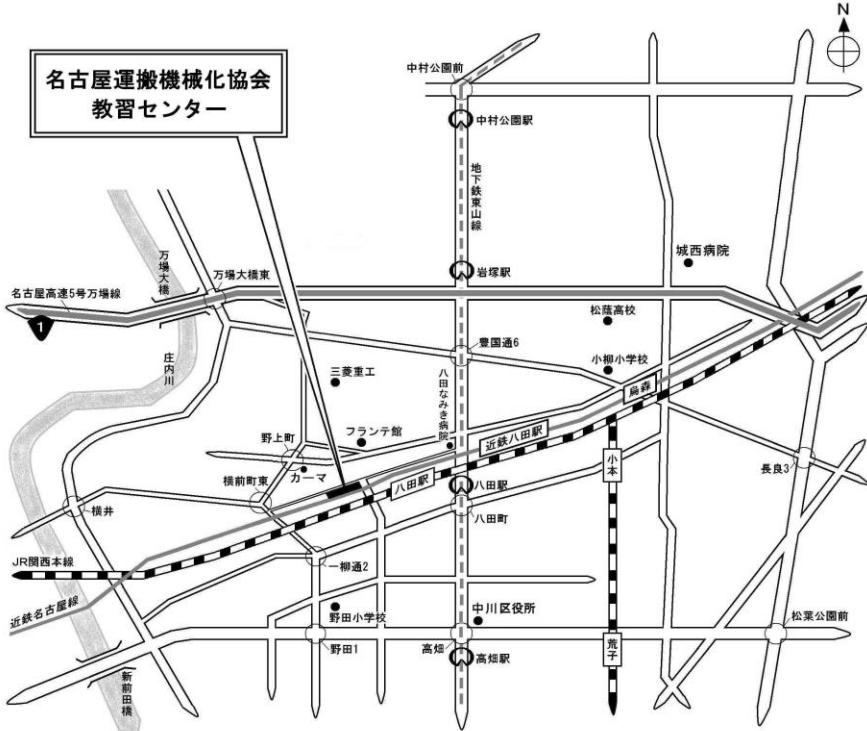 N
名古屋運搬機械化協会
教習センター
中村公園前
中村公園駅
地下鉄東山線
城西病院
万場大橋
万場大橋東
岩塚駅
名古屋高速5号万場線
1
松蔭高校
庄内川
豊国通6
小柳小学校
三菱重工
八田なみき病院
烏森
フランテ館
近鉄八田駅
野上町
小本
長良3
カーマ
八田駅
八田駅
横前町東
横井
八田町
JR関西本線
一柳通2
近鉄名古屋線
野田小学校
中川区役所
松葉公園前
野田1
高畑
荒子
高畑駅
新前田橋